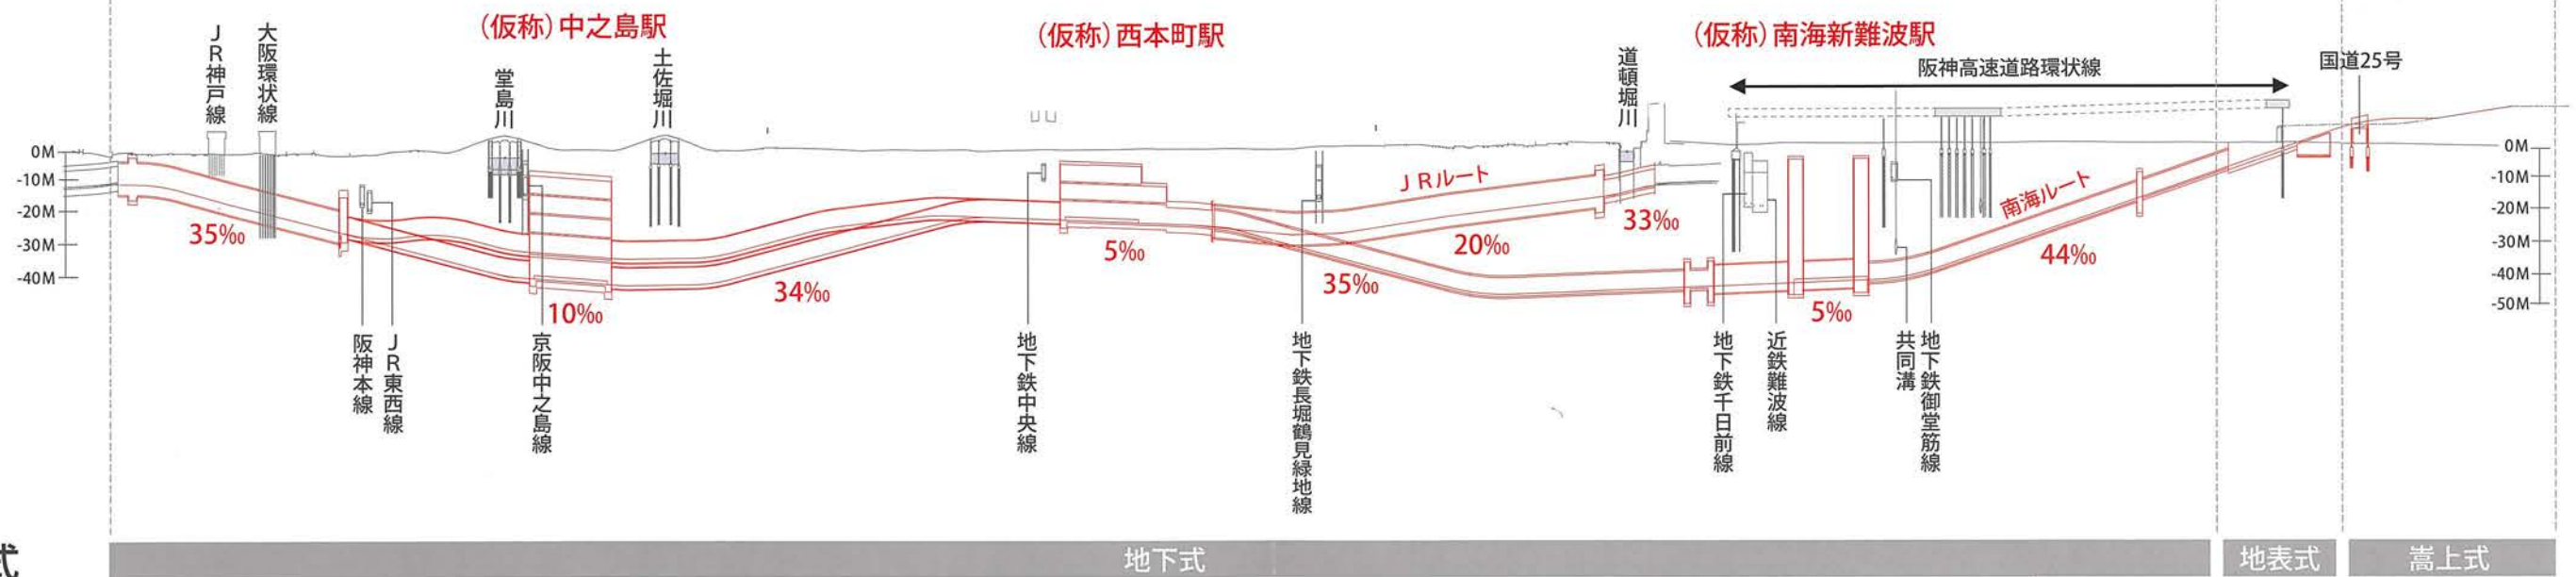 (仮称)中之島駅
(仮称)西本町駅
(仮称)南海新難波駅
JR神戸線
大阪環状線
堂島川
土佐堀川
道頓堀川
阪神高速道路環状線
国道25号
0M
-10M
-20M
-30M
-40M
0M
-10M
-20M
-30M
-40M
-50M
JRルート
南海ルート
35‰
10‰
34‰
5‰
35‰
20‰
33‰
5‰
44‰
阪神本線
JR東西線
京阪中之島線
地下鉄中央線
地下鉄長堀鶴見緑地線
地下鉄千日前線
近鉄難波線
共同溝
地下鉄御堂筋線
式
地下式
地表式
嵩上式